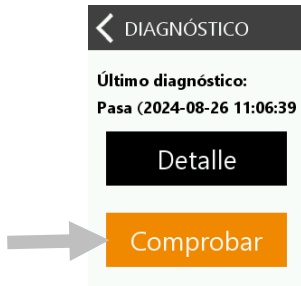 DIAGNÓSTICO
Último diagnóstico:
Pasa (2024-08-26 11:06:39
Detalle
Comprobar